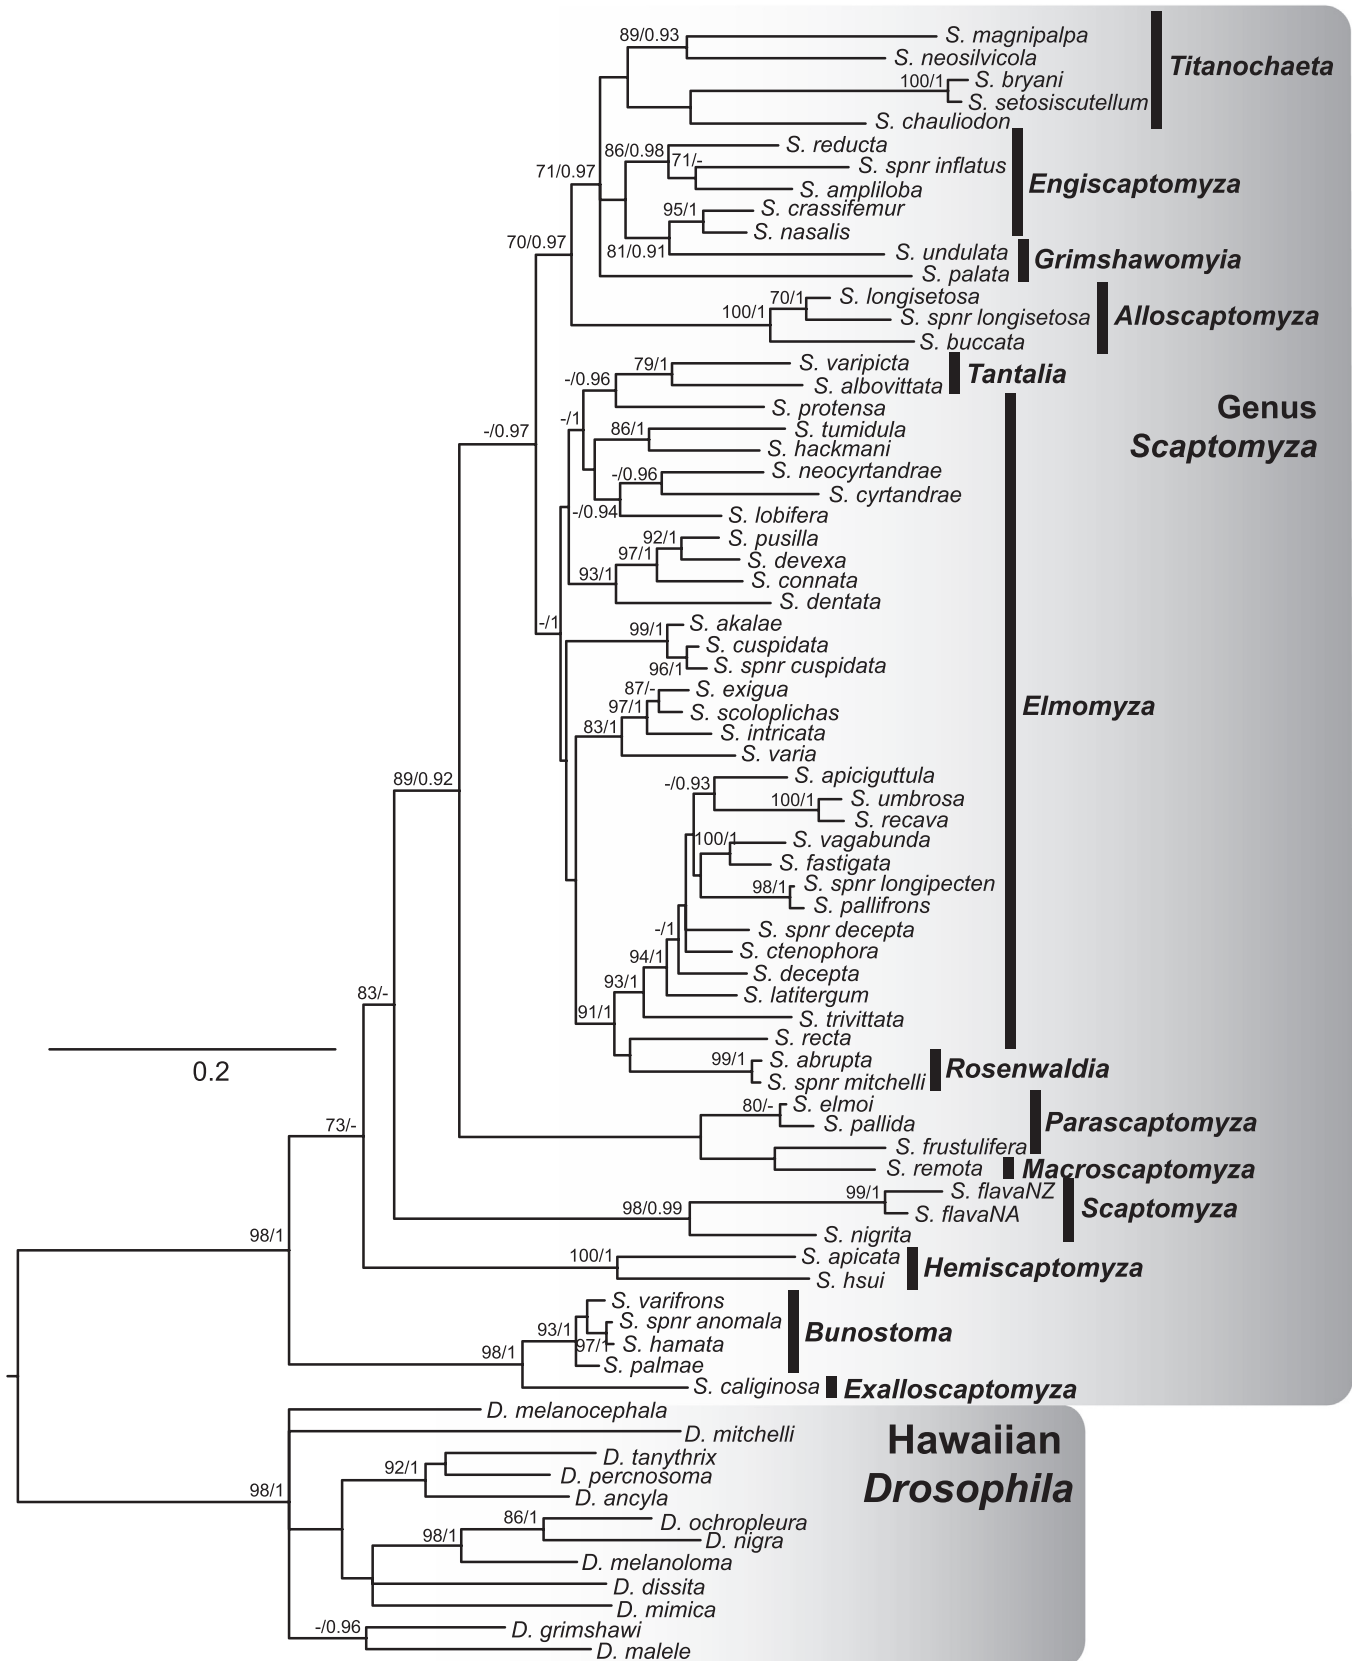 89/0.93
S. magnipalpa
S. neosilvicola
Titanochaeta
100/1
S. bryani
S. setosiscutellum
S. chauliodon
86/0.98
S. reducta
71/-
S. spnr inflatus
71/0.97
S. ampliloba
Engiscaptomyza
95/1
S. crassifemur
S. nasalis
70/0.97
81/0.91
S. undulata
Grimshawomyia
S. palata
70/1
S. longisetosa
100/1
S. spnr longisetosa
Alloscaptomyza
S. buccata
79/1
S. varipicta
-/0.96
S. albovittata
Tantalia
S. protensa
Genus
Scaptomyza
-/1
86/1
S. tumidula
-/0.97
S. hackmani
-/0.96
S. neocyrtandrae
S. cyrtandrae
-/0.94
S. lobifera
92/1
S. pusilla
97/1
S. devexa
93/1
S. connata
S. dentata
-/1
99/1
S. akalae
S. cuspidata
96/1
S. spnr cuspidata
87/-
S. exigua
97/1
S. scoloplichas
Elmomyza
83/1
S. intricata
S. varia
89/0.92
-/0.93
S. apiciguttula
100/1
S. umbrosa
S. recava
100/1
S. vagabunda
S. fastigata
98/1
S. spnr longipecten
S. pallifrons
-/1
S. spnr decepta
94/1
S. ctenophora
93/1
S. decepta
83/-
S. latitergum
91/1
S. trivittata
S. recta
0.2
99/1
S. abrupta
Rosenwaldia
S. spnr mitchelli
80/-
S. elmoi
73/-
S. pallida
Parascaptomyza
S. frustulifera
S. remota
Macroscaptomyza
99/1
S. flavaNZ
98/0.99
S. flavaNA
Scaptomyza
98/1
S. nigrita
100/1
S. apicata
Hemiscaptomyza
S. hsui
S. varifrons
93/1
S. spnr anomala
Bunostoma
97/1
S. hamata
98/1
S. palmae
S. caliginosa
Exalloscaptomyza
D. melanocephala
D. mitchelli
Hawaiian
Drosophila
D. tanythrix
92/1
D. percnosoma
98/1
D. ancyla
86/1
D. ochropleura
98/1
D. nigra
D. melanoloma
D. dissita
D. mimica
-/0.96
D. grimshawi
D. malele